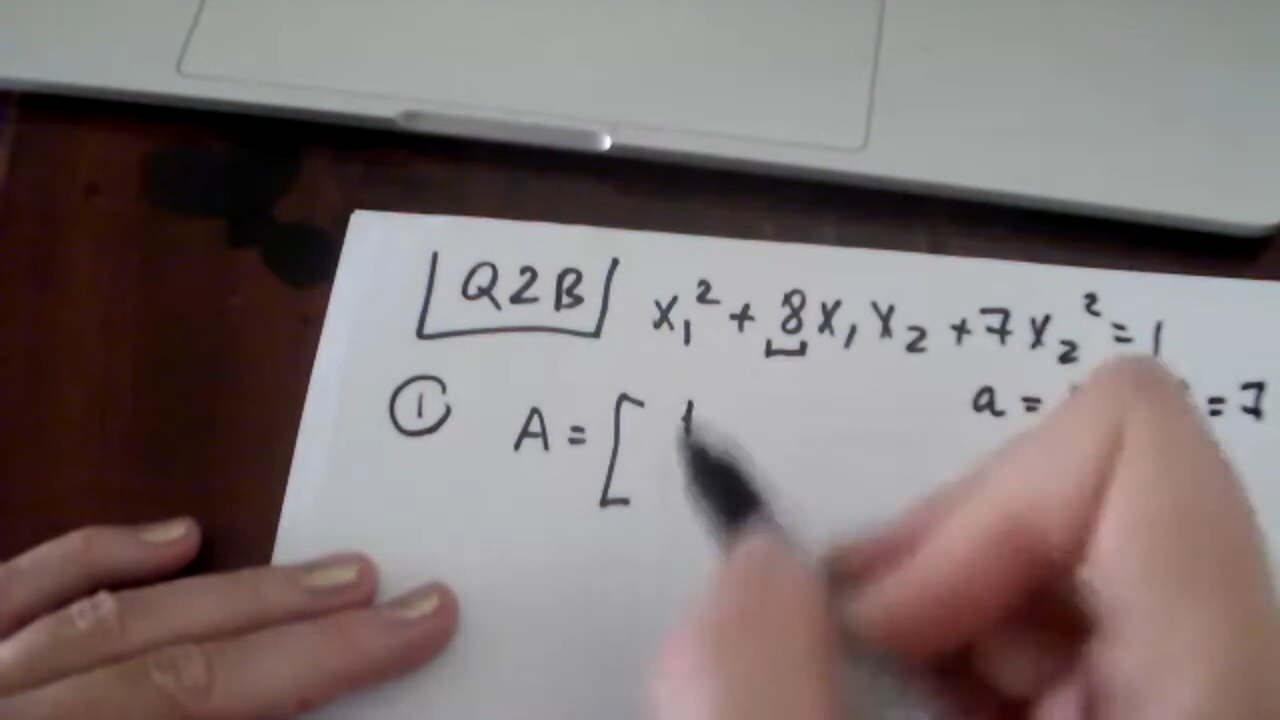 Q2B x₁² + 8x₁x₂ + 7x₂² = 1
a = = 7
① A = [ 1